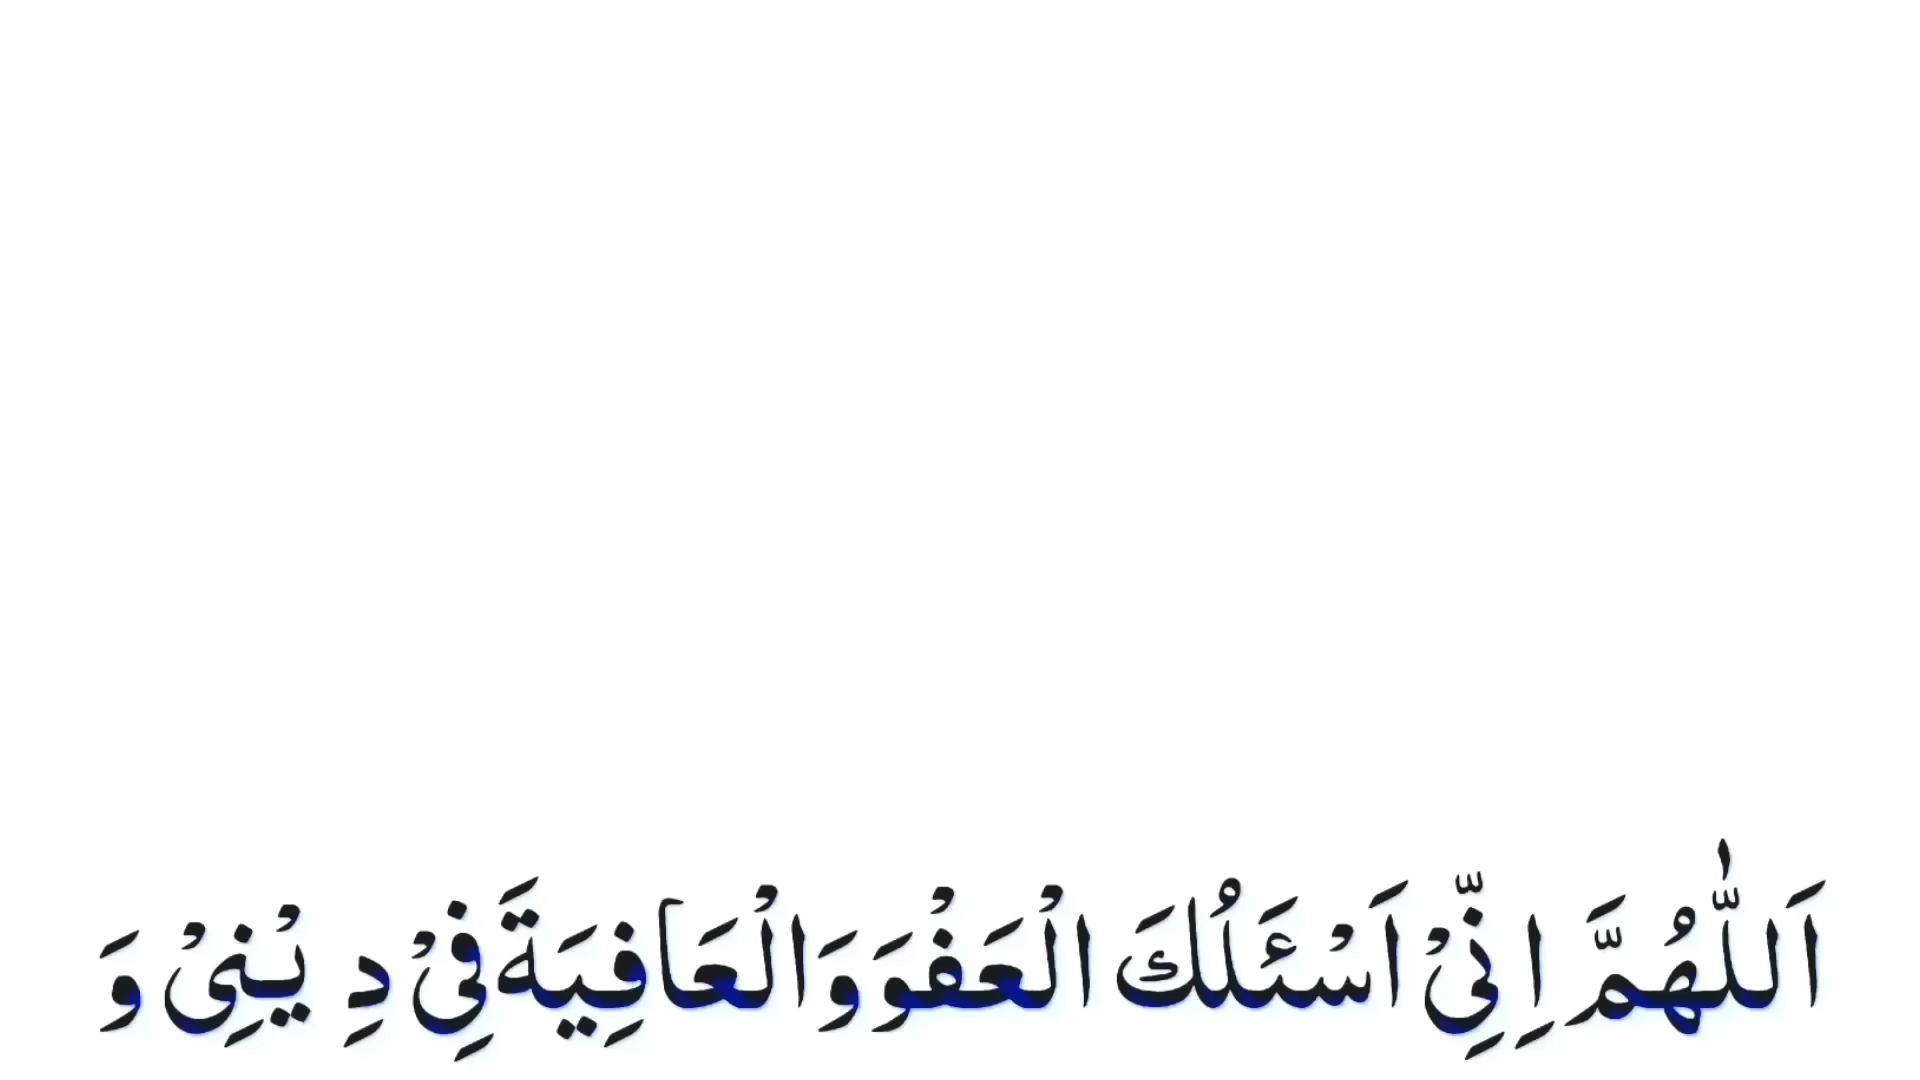 اَللّٰهُمَّ اِنِّیْ اَسْئَلُكَ الْعَفْوَ وَالْعَافِيَةَ فِیْ دِ يْنِیْ وَ